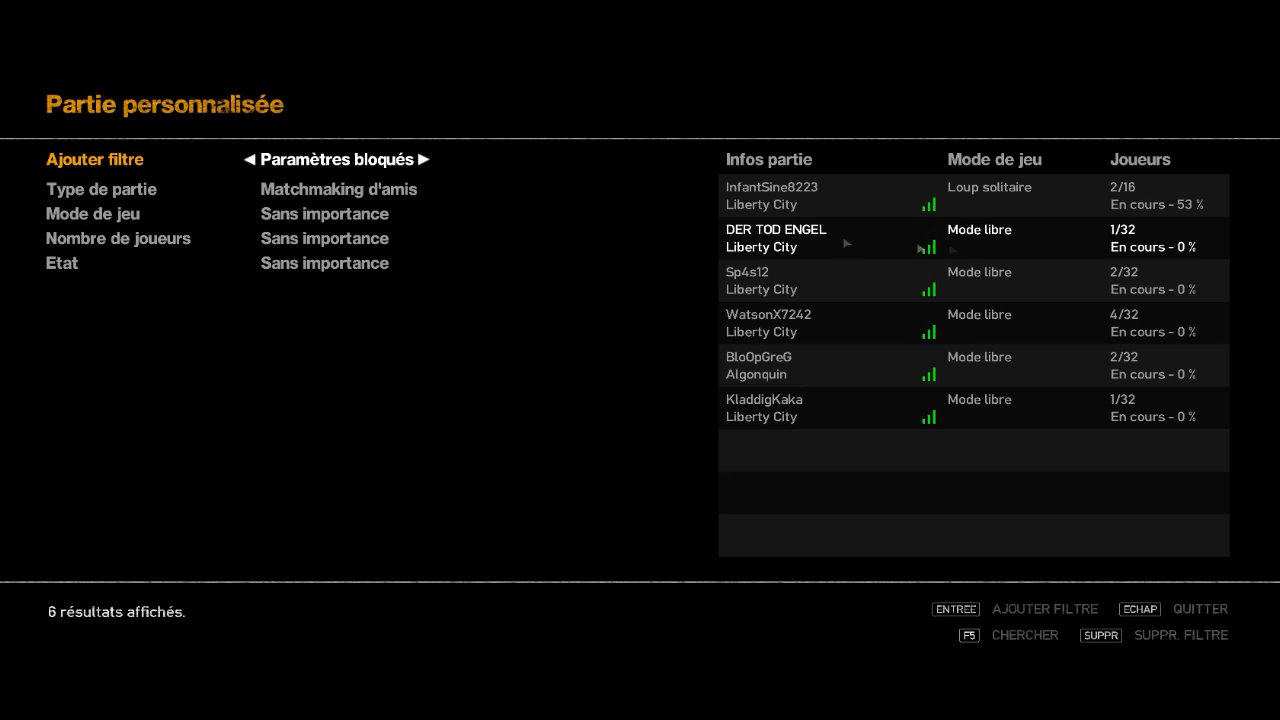 Partie personnalisée
Ajouter filtre Paramètres bloqués
Type de partie Matchmaking d'amis
Mode de jeu Sans importance
Nombre de joueurs Sans importance
Etat Sans importance
Infos partie Mode de jeu Joueurs
InfantSine8223 Loup solitaire 2/16
Liberty City En cours - 53 %
DER TOD ENGEL Mode libre 1/32
Liberty City En cours - 0 %
Sp4s12 Mode libre 2/32
Liberty City En cours - 0 %
WatsonX7242 Mode libre 4/32
Liberty City En cours - 0 %
BloOpGreG Mode libre 2/32
Algonquin En cours - 0 %
KladdigKaka Mode libre 1/32
Liberty City En cours - 0 %
6 résultats affichés.
ENTREE AJOUTER FILTRE ECHAP QUITTER
F5 CHERCHER SUPPR SUPPR. FILTRE